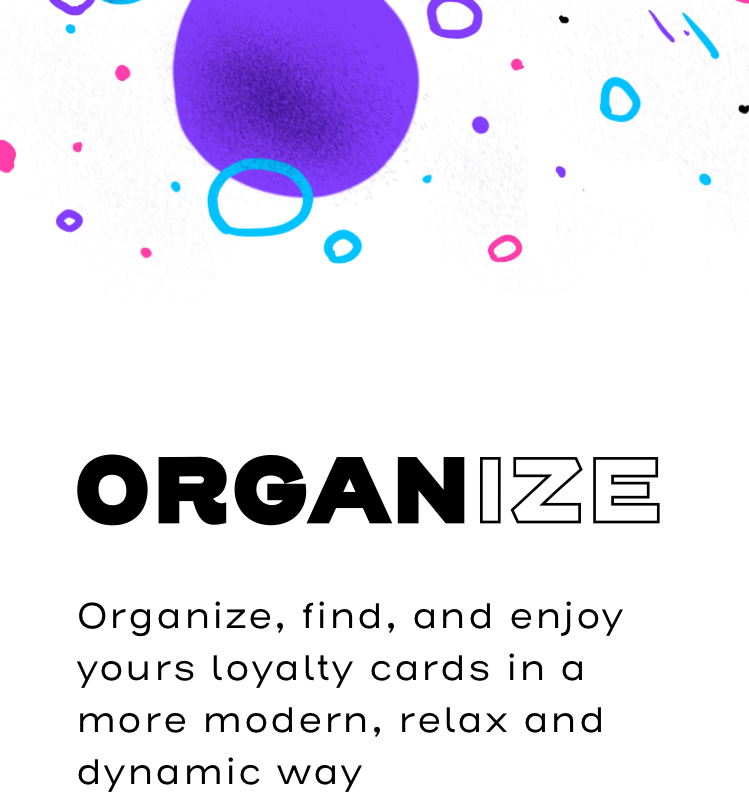 ORGANIZE
Organize, find, and enjoy
yours loyalty cards in a
more modern, relax and
dynamic way